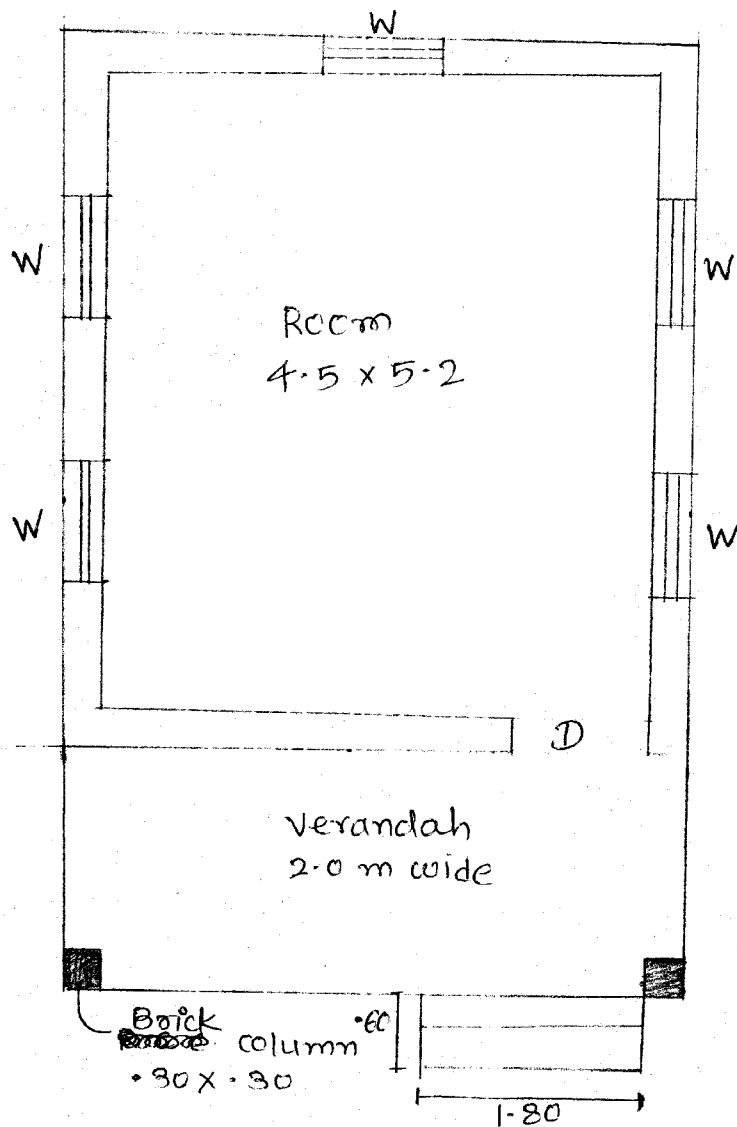 W
W
W
Room
4.5 x 5.2
W
W
D
Verandah
2.0 m wide
Brick
column
.60
.30 x .30
1-80